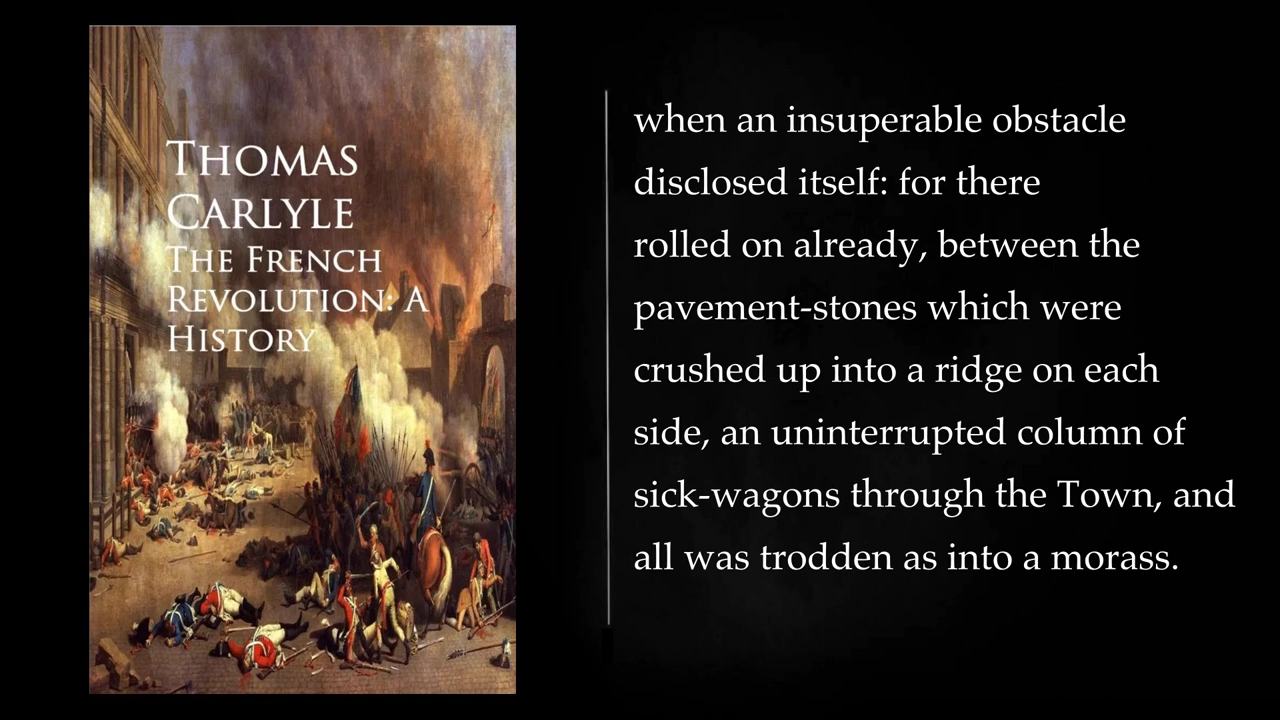 THOMAS
CARLYLE
THE FRENCH
REVOLUTION: A
HISTORY
when an insuperable obstacle
disclosed itself: for there
rolled on already, between the
pavement-stones which were
crushed up into a ridge on each
side, an uninterrupted column of
sick-wagons through the Town, and
all was trodden as into a morass.